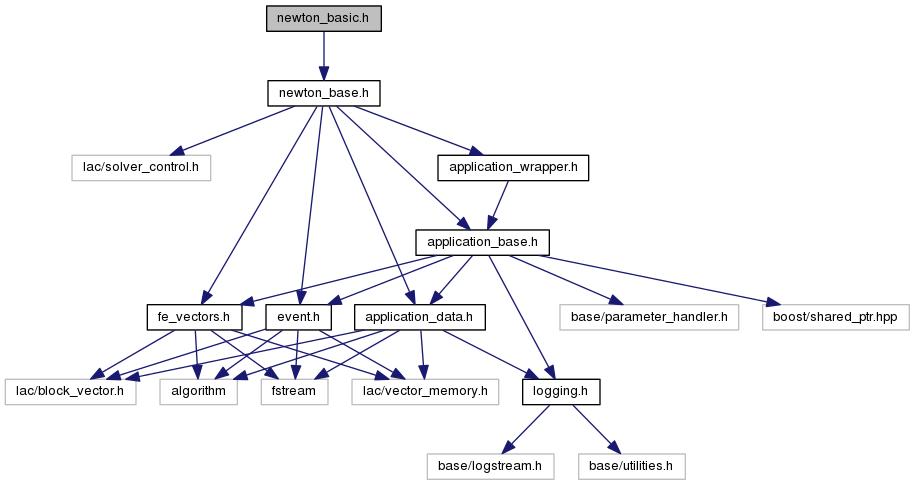 newton_basic.h
newton_base.h
lac/solver_control.h
application_wrapper.h
application_base.h
fe_vectors.h
event.h
application_data.h
base/parameter_handler.h
boost/shared_ptr.hpp
lac/block_vector.h
algorithm
fstream
lac/vector_memory.h
logging.h
base/logstream.h
base/utilities.h